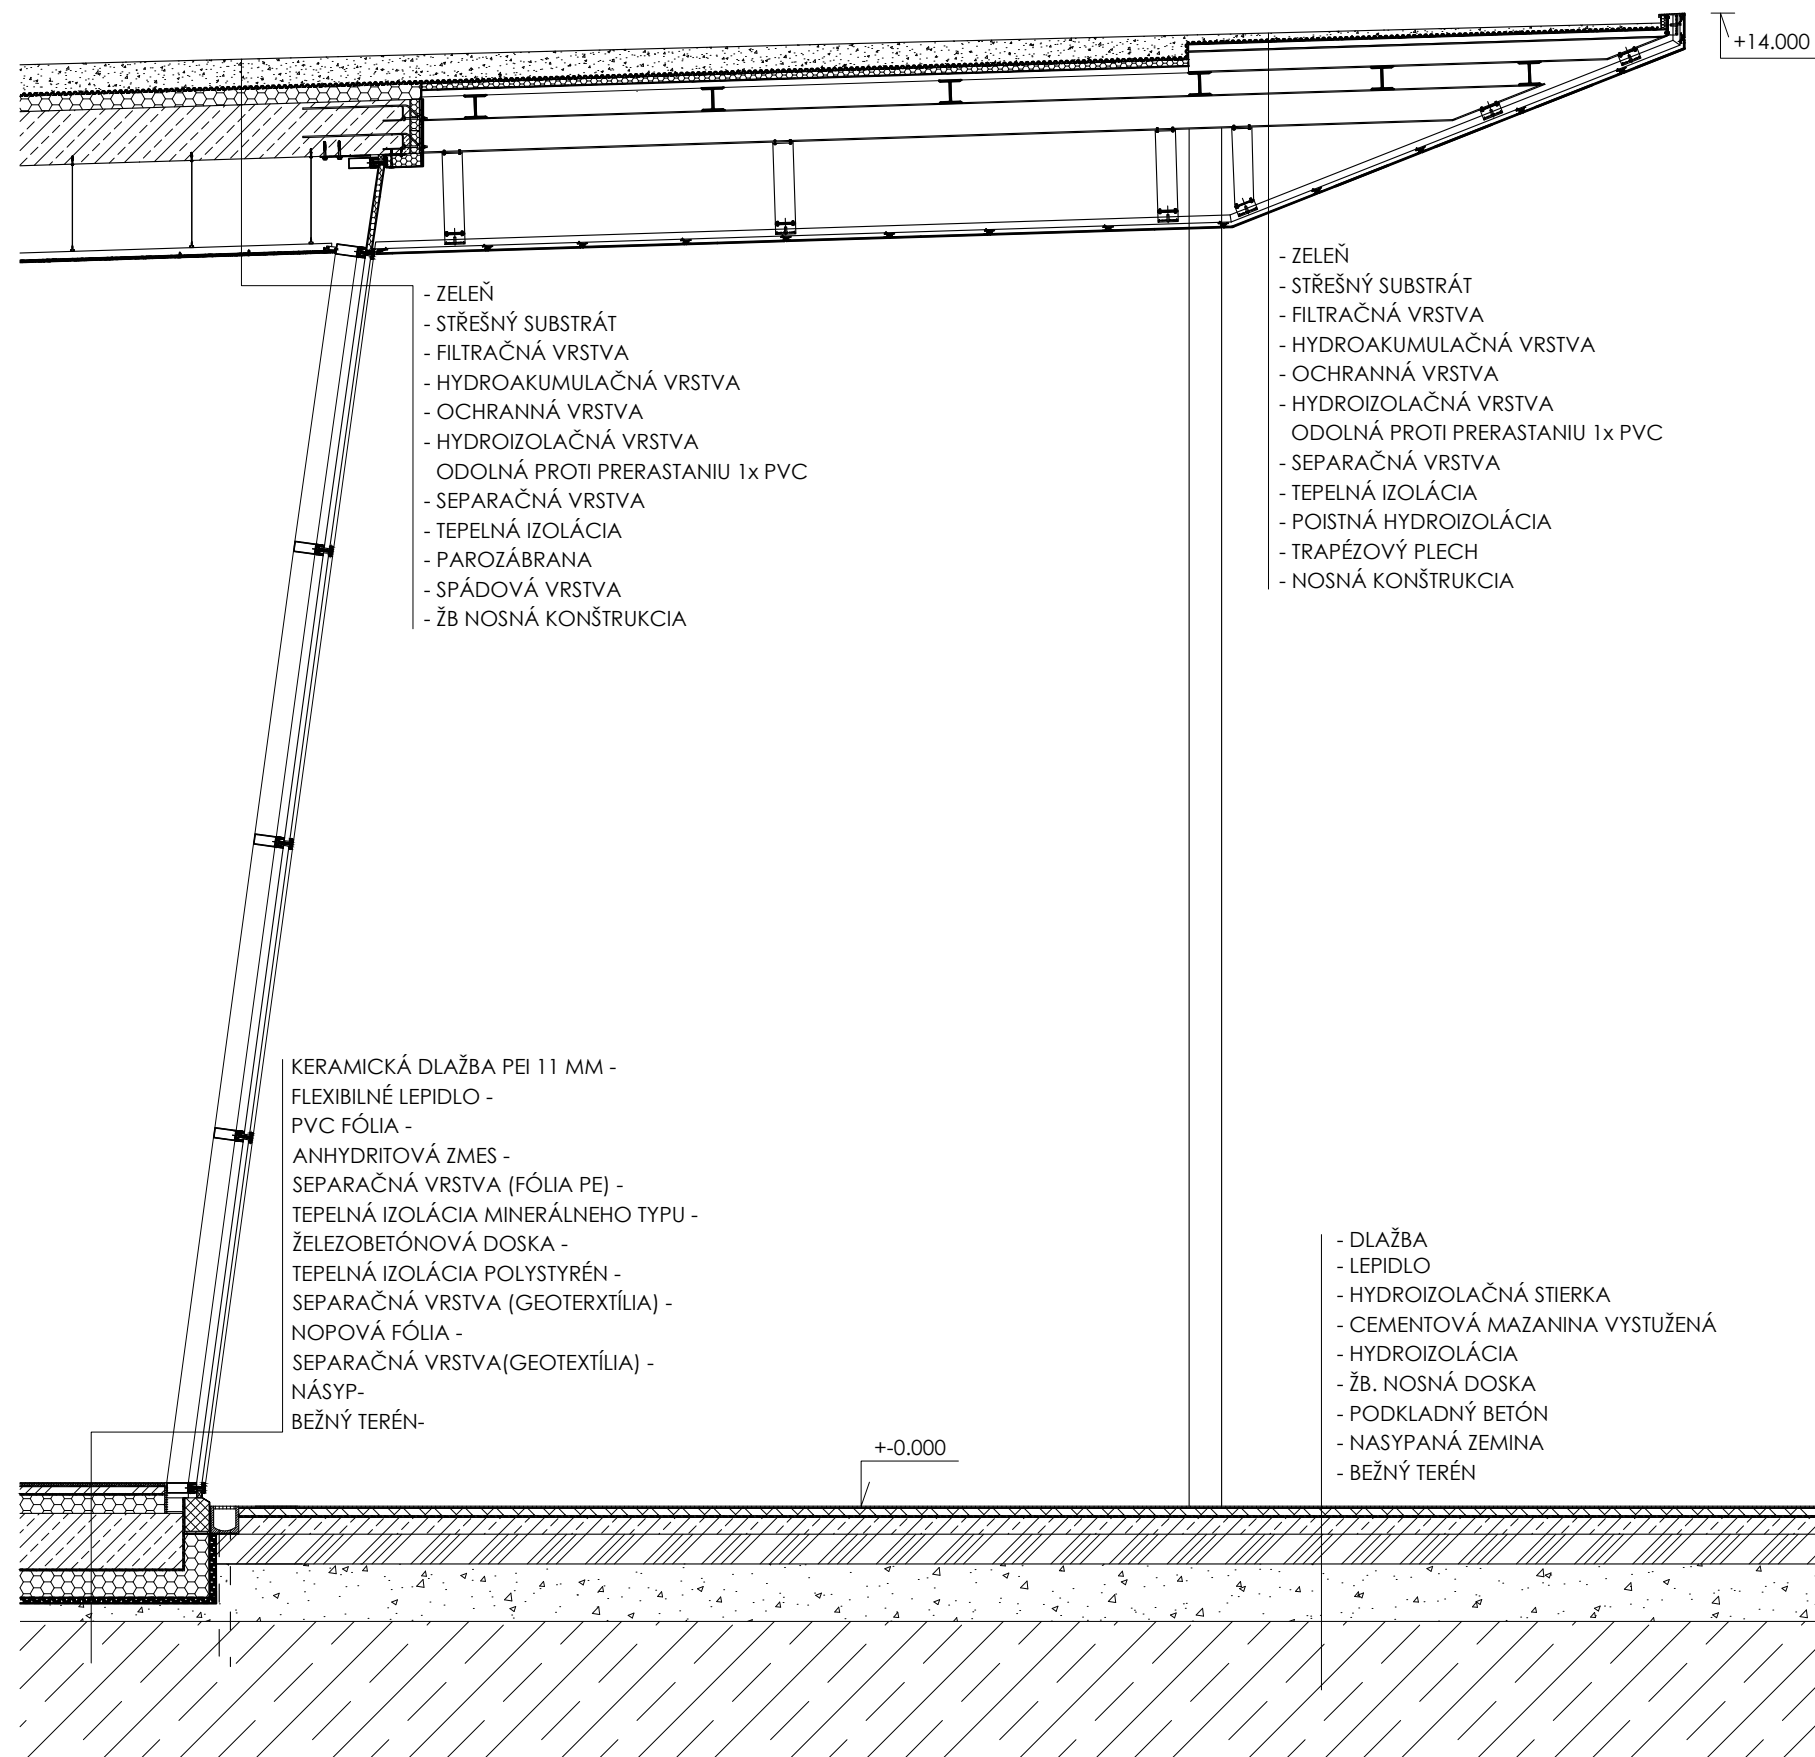 +14.000
- ZELEŇ
- STŘEŠNÝ SUBSTRÁT
- FILTRAČNÁ VRSTVA
- HYDROAKUMULAČNÁ VRSTVA
- OCHRANNÁ VRSTVA
- HYDROIZOLAČNÁ VRSTVA
ODOLNÁ PROTI PRERASTANIU 1x PVC
- SEPARAČNÁ VRSTVA
- TEPELNÁ IZOLÁCIA
- PAROZÁBRANA
- SPÁDOVÁ VRSTVA
- ŽB NOSNÁ KONŠTRUKCIA
- ZELEŇ
- STŘEŠNÝ SUBSTRÁT
- FILTRAČNÁ VRSTVA
- HYDROAKUMULAČNÁ VRSTVA
- OCHRANNÁ VRSTVA
- HYDROIZOLAČNÁ VRSTVA
ODOLNÁ PROTI PRERASTANIU 1x PVC
- SEPARAČNÁ VRSTVA
- TEPELNÁ IZOLÁCIA
- POISTNÁ HYDROIZOLÁCIA
- TRAPÉZOVÝ PLECH
- NOSNÁ KONŠTRUKCIA
KERAMICKÁ DLAŽBA PEI 11 MM -
FLEXIBILNÉ LEPIDLO -
PVC FÓLIA -
ANHYDRITOVÁ ZMES -
SEPARAČNÁ VRSTVA (FÓLIA PE) -
TEPELNÁ IZOLÁCIA MINERÁLNEHO TYPU -
ŽELEZOBETÓNOVÁ DOSKA -
TEPELNÁ IZOLÁCIA POLYSTYRÉN -
SEPARAČNÁ VRSTVA (GEOTERXTÍLIA) -
NOPOVÁ FÓLIA -
SEPARAČNÁ VRSTVA(GEOTEXTÍLIA) -
NÁSYP-
BEŽNÝ TERÉN-
+-0.000
- DLAŽBA
- LEPIDLO
- HYDROIZOLAČNÁ STIERKA
- CEMENTOVÁ MAZANINA VYSTUŽENÁ
- HYDROIZOLÁCIA
- ŽB. NOSNÁ DOSKA
- PODKLADNÝ BETÓN
- NASYPANÁ ZEMINA
- BEŽNÝ TERÉN